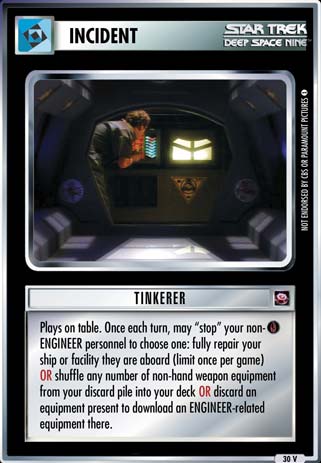 INCIDENT
STAR TREK
DEEP SPACE NINE
NOT ENDORSED BY CBS OR PARAMOUNT PICTURES
TINKERER
Plays on table. Once each turn, may "stop" your non-
ENGINEER personnel to choose one: fully repair your
ship or facility they are aboard (limit once per game)
OR shuffle any number of non-hand weapon equipment
from your discard pile into your deck OR discard an
equipment present to download an ENGINEER-related
equipment there.
30 V